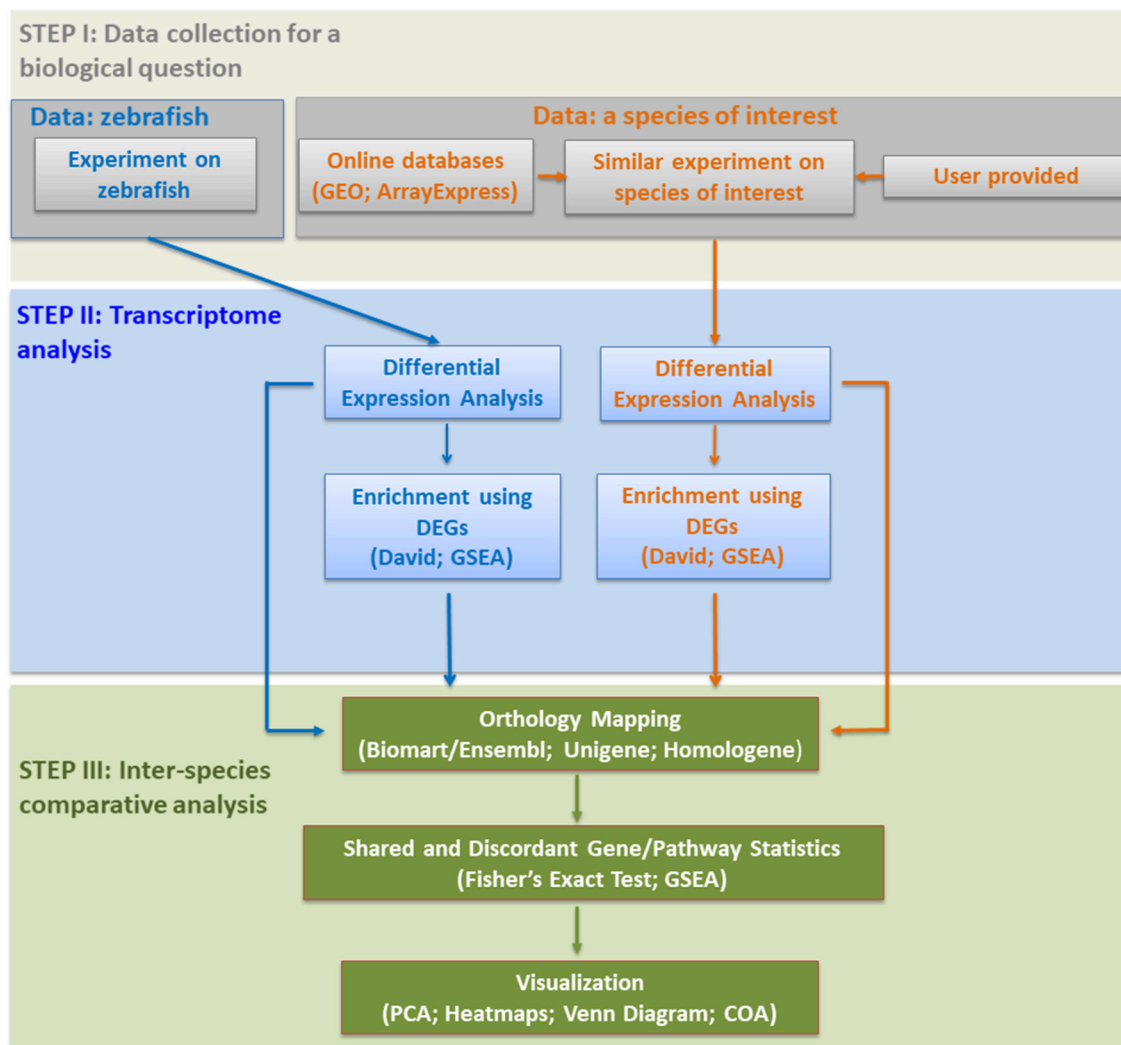 STEP I: Data collection for a
biological question
Data: zebrafish
Experiment on
zebrafish
Data: a species of interest
Online databases
(GEO; ArrayExpress)
Similar experiment on
species of interest
User provided
STEP II: Transcriptome
analysis
Differential
Expression Analysis
Differential
Expression Analysis
Enrichment using
DEGs
(David; GSEA)
Enrichment using
DEGs
(David; GSEA)
STEP III: Inter-species
comparative analysis
Orthology Mapping
(Biomart/Ensembl; Unigene; Homologene)
Shared and Discordant Gene/Pathway Statistics
(Fisher's Exact Test; GSEA)
Visualization
(PCA; Heatmaps; Venn Diagram; COA)